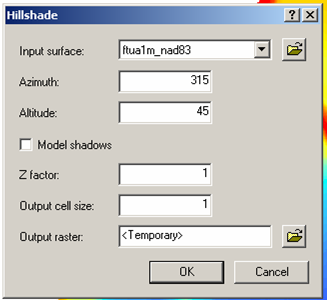 Hillshade
Input surface: ftua1m_nad83
Azimuth: 315
Altitude: 45
Model shadows
Z factor: 1
Output cell size: 1
Output raster: <Temporary>
OK Cancel